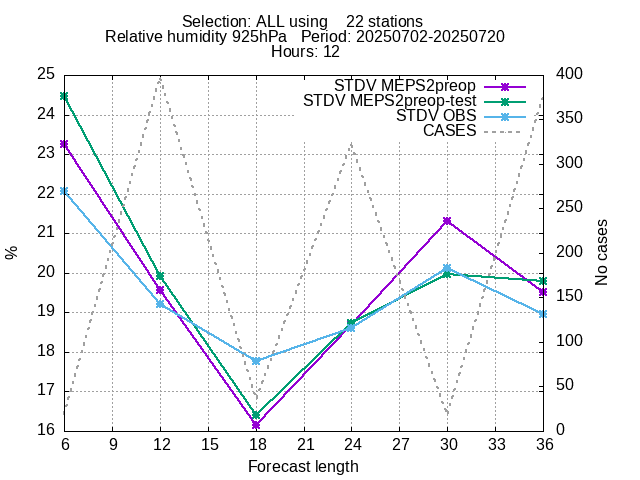 Selection: ALL using    22 stations
Relative humidity 925hPa   Period: 20250702-20250720
Hours: 12
STDV MEPS2preop
STDV MEPS2preop-test
STDV OBS
CASES
25
24
23
22
21
20
19
18
17
16
400
350
300
250
200
150
100
50
0
%
No cases
6 9 12 15 18 21 24 27 30 33 36
Forecast length